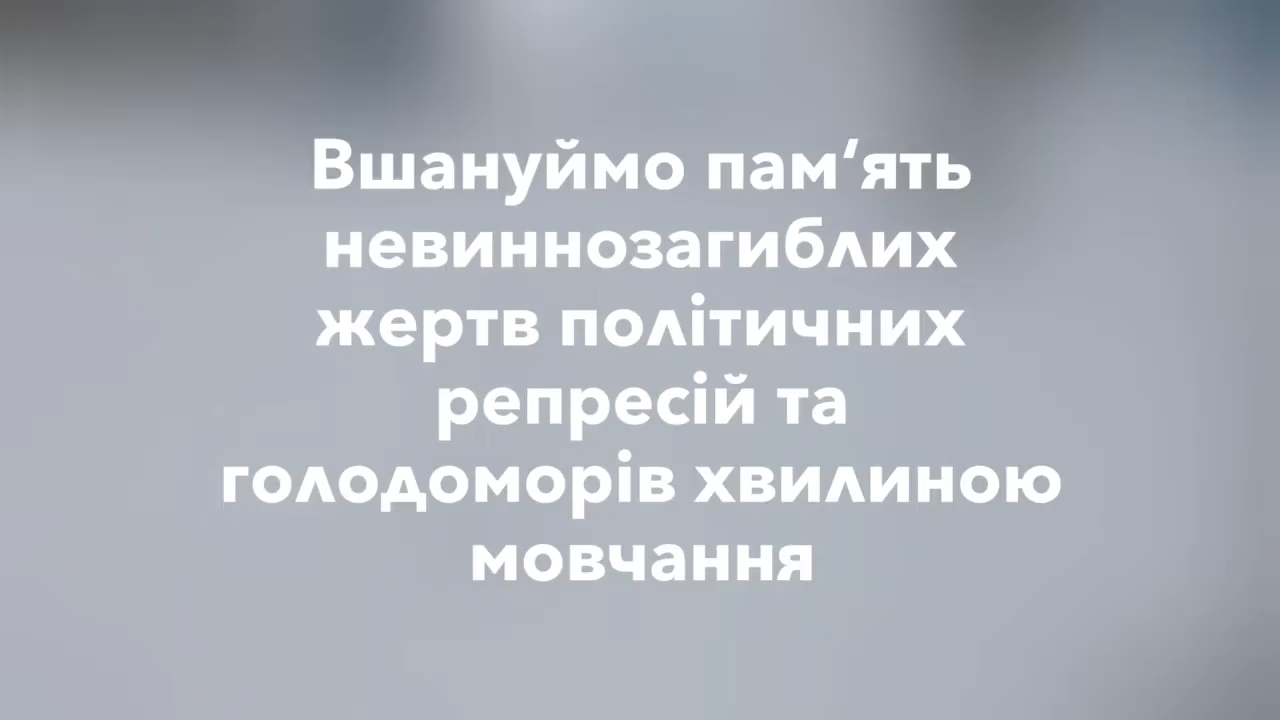 Вшануймо пам‘ять
невиннозагиблих
жертв політичних
репресій та
голодоморів хвилиною
мовчання